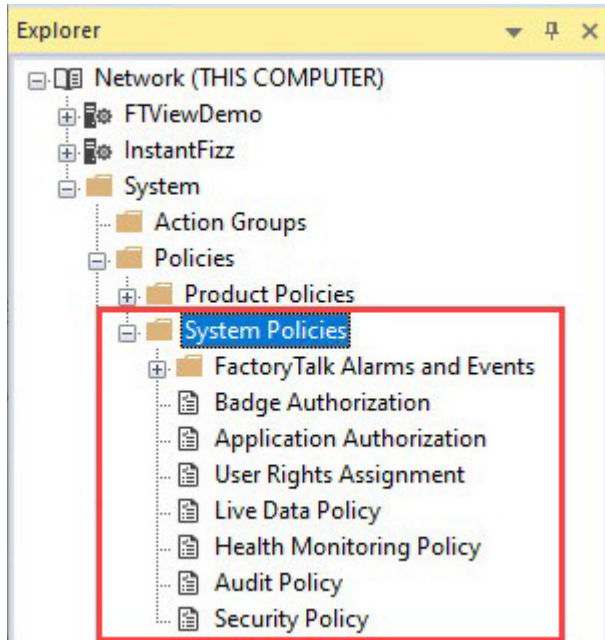 Explorer
Network (THIS COMPUTER)
FTViewDemo
InstantFizz
System
Action Groups
Policies
Product Policies
System Policies
FactoryTalk Alarms and Events
Badge Authorization
Application Authorization
User Rights Assignment
Live Data Policy
Health Monitoring Policy
Audit Policy
Security Policy